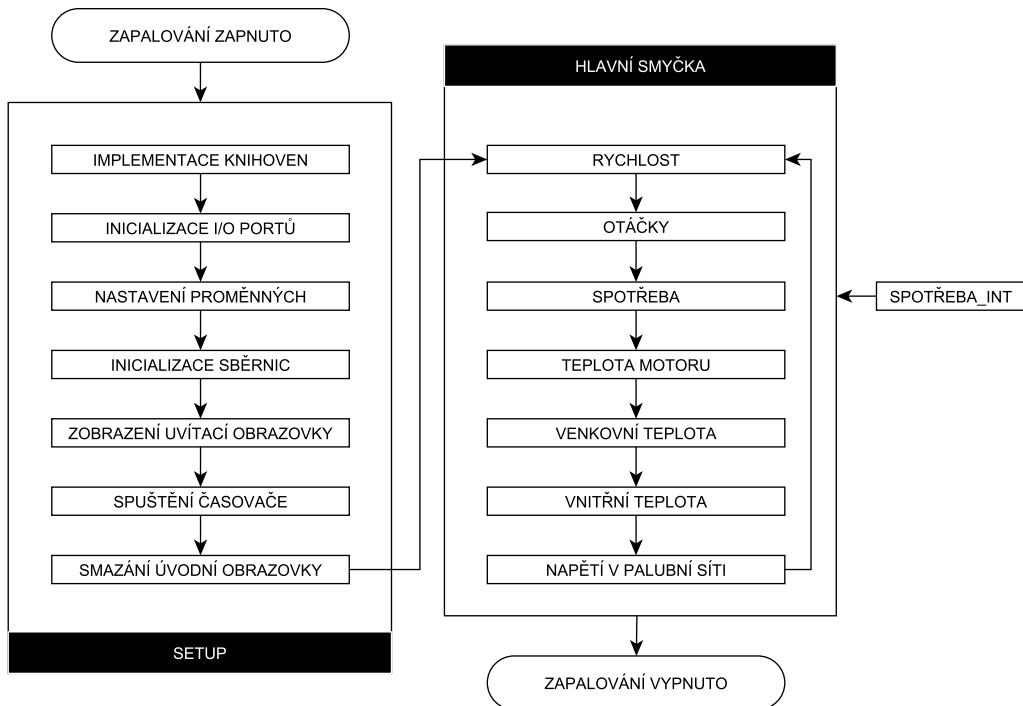 ZAPALOVÁNÍ ZAPNUTO
IMPLEMENTACE KNIHOVEN
INICIALIZACE I/O PORTŮ
NASTAVENÍ PROMĚNNÝCH
INICIALIZACE SBĚRNIC
ZOBRAZENÍ UVÍTACÍ OBRAZOVKY
SPUŠTĚNÍ ČASOVAČE
SMAZÁNÍ ÚVODNÍ OBRAZOVKY
SETUP
HLAVNÍ SMYČKA
RYCHLOST
OTÁČKY
SPOTŘEBA
TEPLOTA MOTORU
VENKOVNÍ TEPLOTA
VNITŘNÍ TEPLOTA
NAPĚTÍ V PALUBNÍ SÍTI
SPOTŘEBA_INT
ZAPALOVÁNÍ VYPNUTO